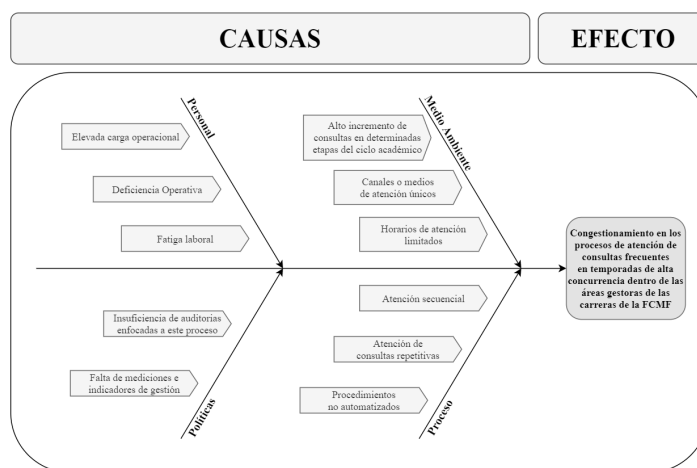 CAUSAS
EFECTO
Personal
Elevada carga operacional
Deficiencia Operativa
Fatiga laboral
Medio Ambiente
Alto incremento de
consultas en determinadas
etapas del ciclo académico
Canales o medios
de atención únicos
Horarios de atención
limitados
Congestionamiento en los
procesos de atención de
consultas frecuentes
en temporadas de alta
concurrencia dentro de las
áreas gestoras de las
carreras de la FCMF
Insuficiencia de auditorías
enfocadas a este proceso
Falta de mediciones e
indicadores de gestión
Políticas
Atención secuencial
Atención de
consultas repetitivas
Procedimientos
no automatizados
Proceso